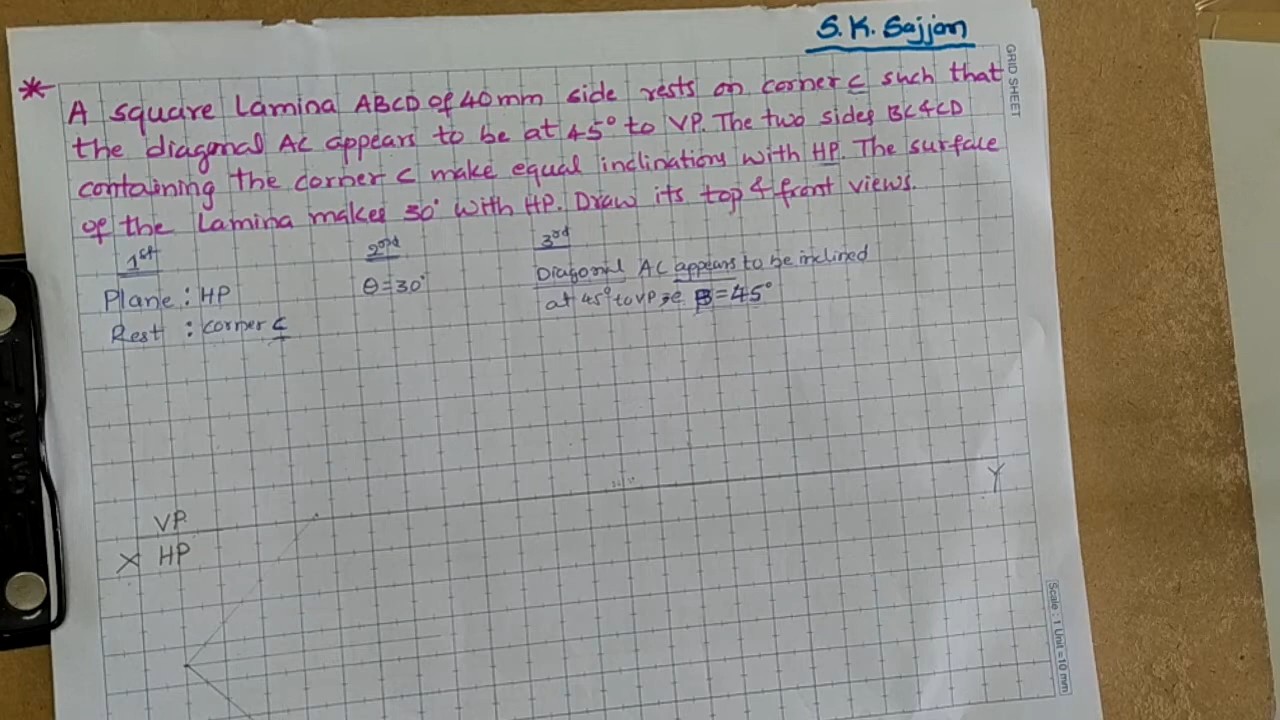 S.K. Sajjan
GRID SHEET
* A square Lamina ABCD of 40mm side rests on corner C such that
the diagonal AC appears to be at 45° to VP. The two sides BC & CD
containing the corner C make equal inclinations with HP. The surface
of the Lamina makes 30° with HP. Draw its top & front views.
1st 2nd 3rd
Plane : HP θ=30° Diagonal AC appears to be inclined
Rest : corner C at 45° to VP ie β=45°
VP
X HP Y
Scale : 1 Unit = 10 mm